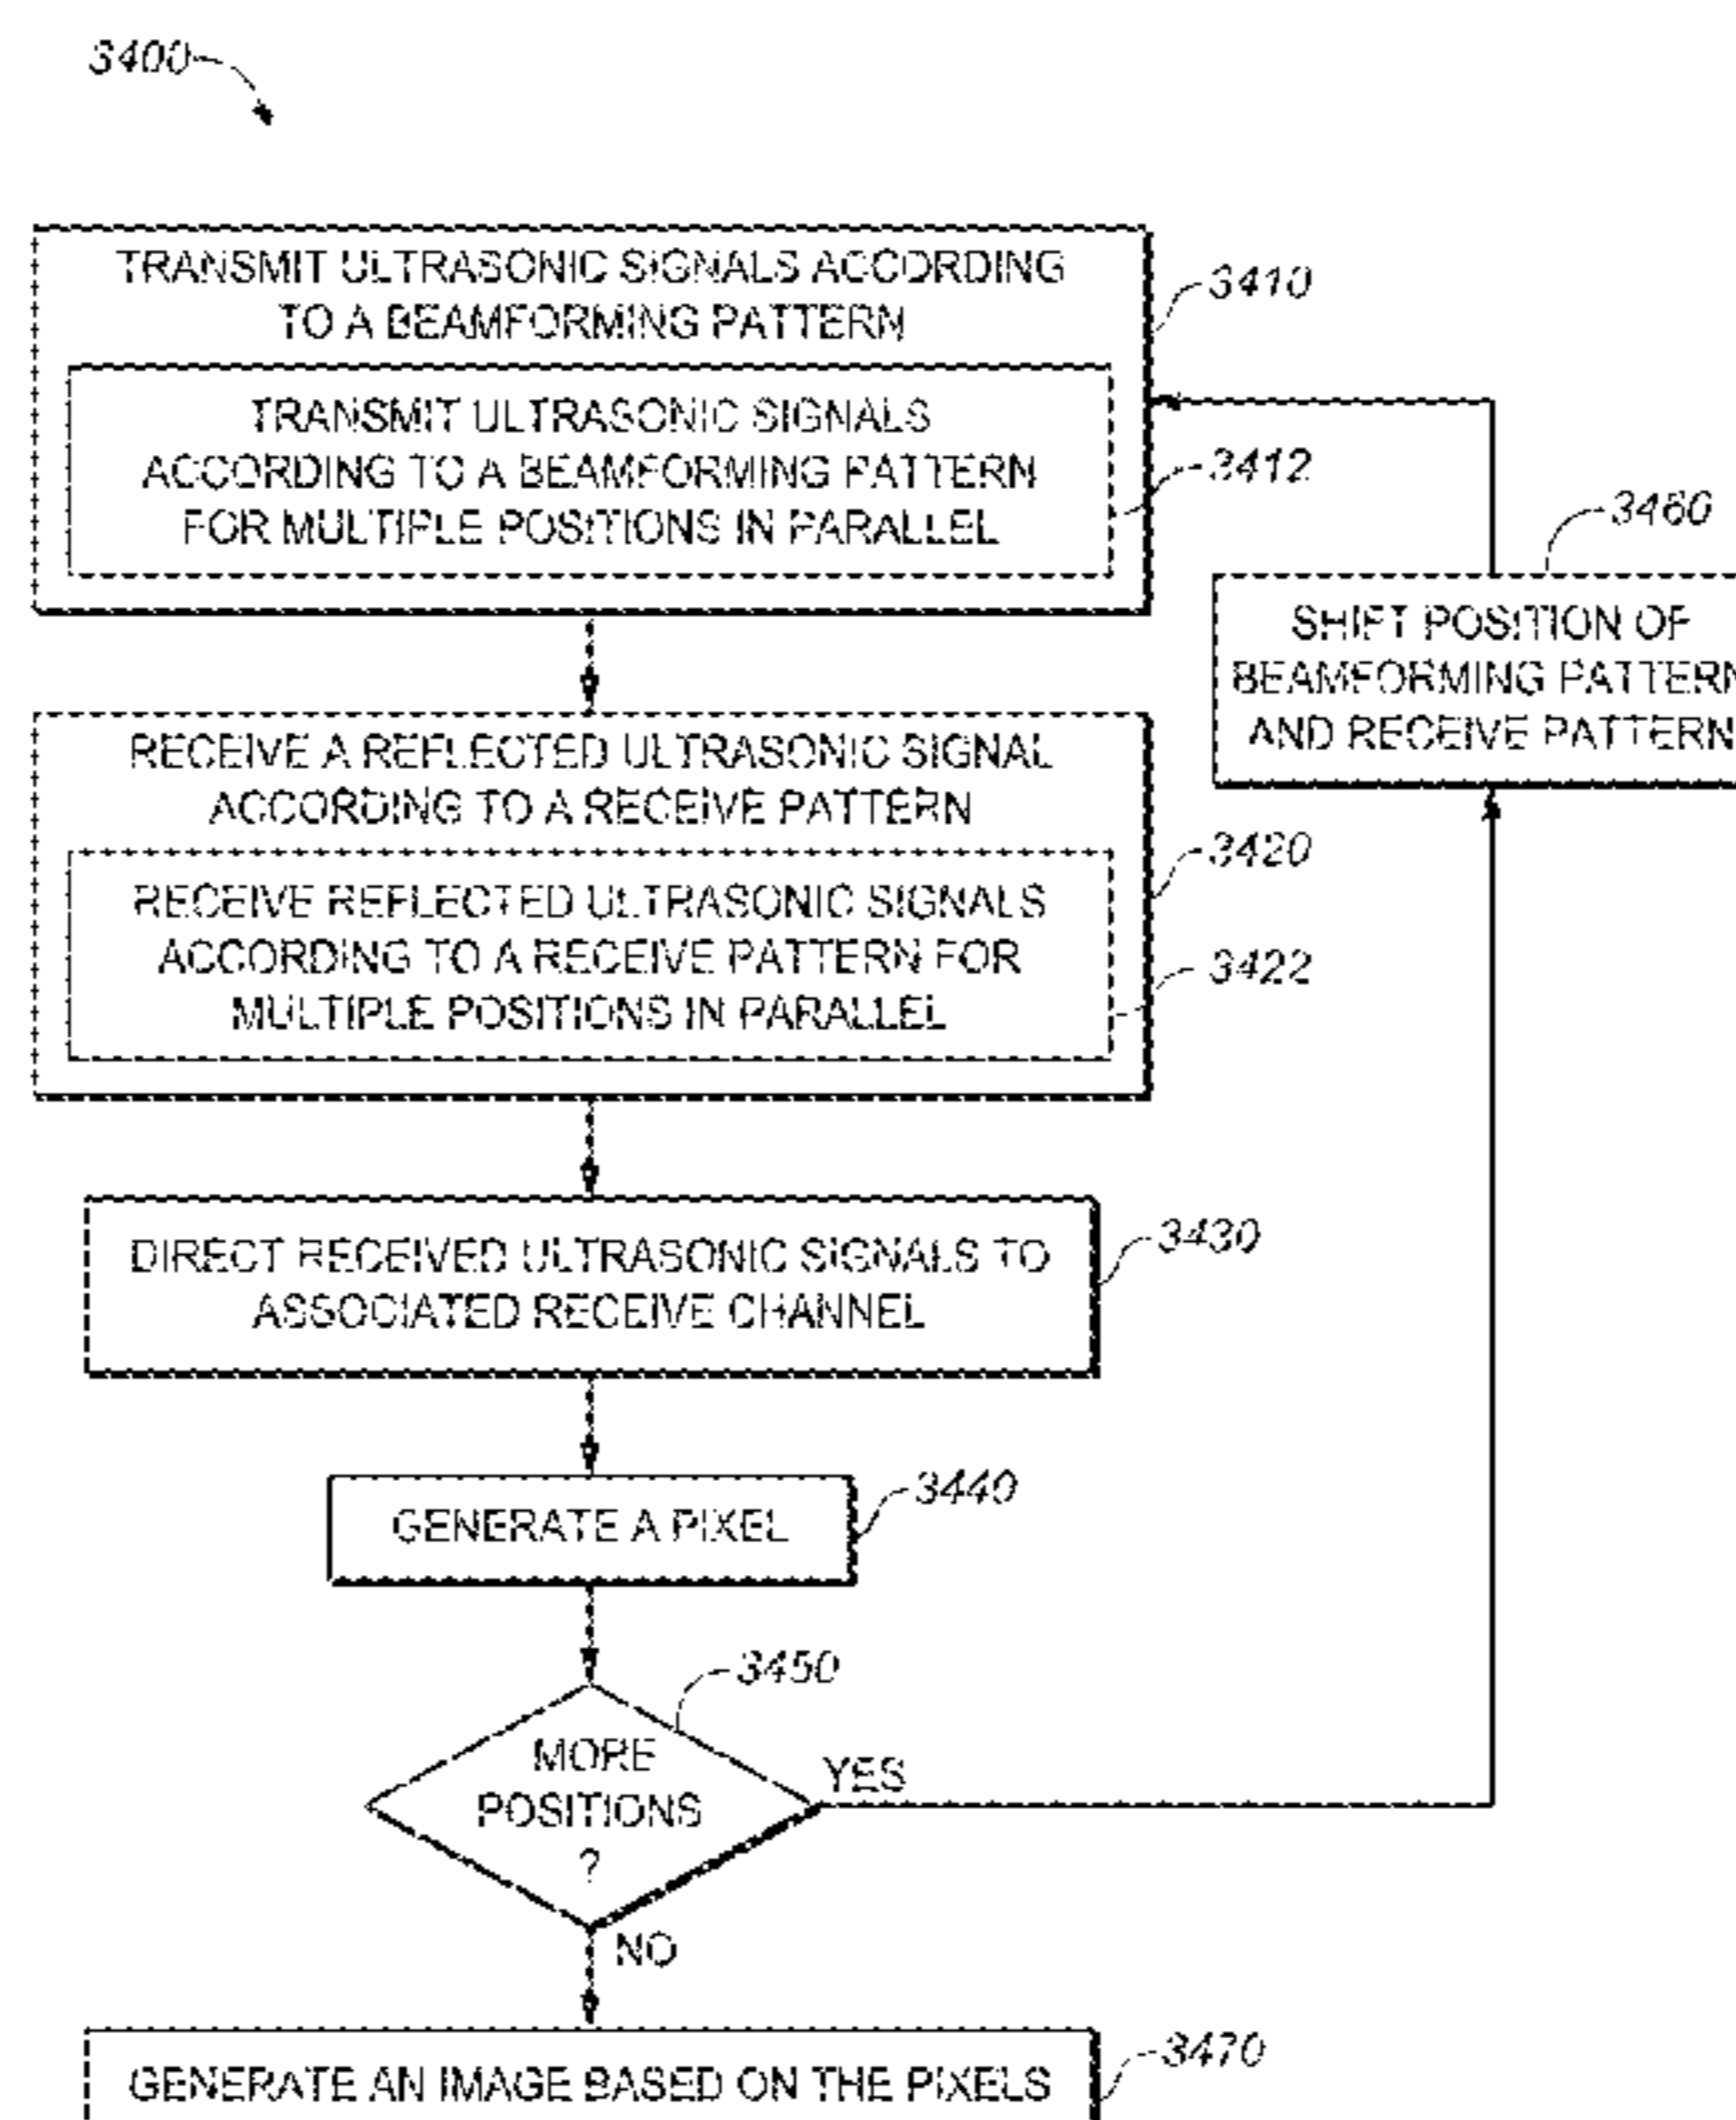 3400
TRANSMIT ULTRASONIC SIGNALS ACCORDING
TO A BEAMFORMING PATTERN
3410
TRANSMIT ULTRASONIC SIGNALS
ACCORDING TO A BEAMFORMING PATTERN
FOR MULTIPLE POSITIONS IN PARALLEL
3412
3460
SHIFT POSITION OF
BEAMFORMING PATTERN
AND RECEIVE PATTERN
RECEIVE A REFLECTED ULTRASONIC SIGNAL
ACCORDING TO A RECEIVE PATTERN
3420
RECEIVE REFLECTED ULTRASONIC SIGNALS
ACCORDING TO A RECEIVE PATTERN FOR
MULTIPLE POSITIONS IN PARALLEL
3422
DIRECT RECEIVED ULTRASONIC SIGNALS TO
ASSOCIATED RECEIVE CHANNEL
3430
GENERATE A PIXEL
3440
3450
MORE
POSITIONS
?
YES
NO
GENERATE AN IMAGE BASED ON THE PIXELS
3470